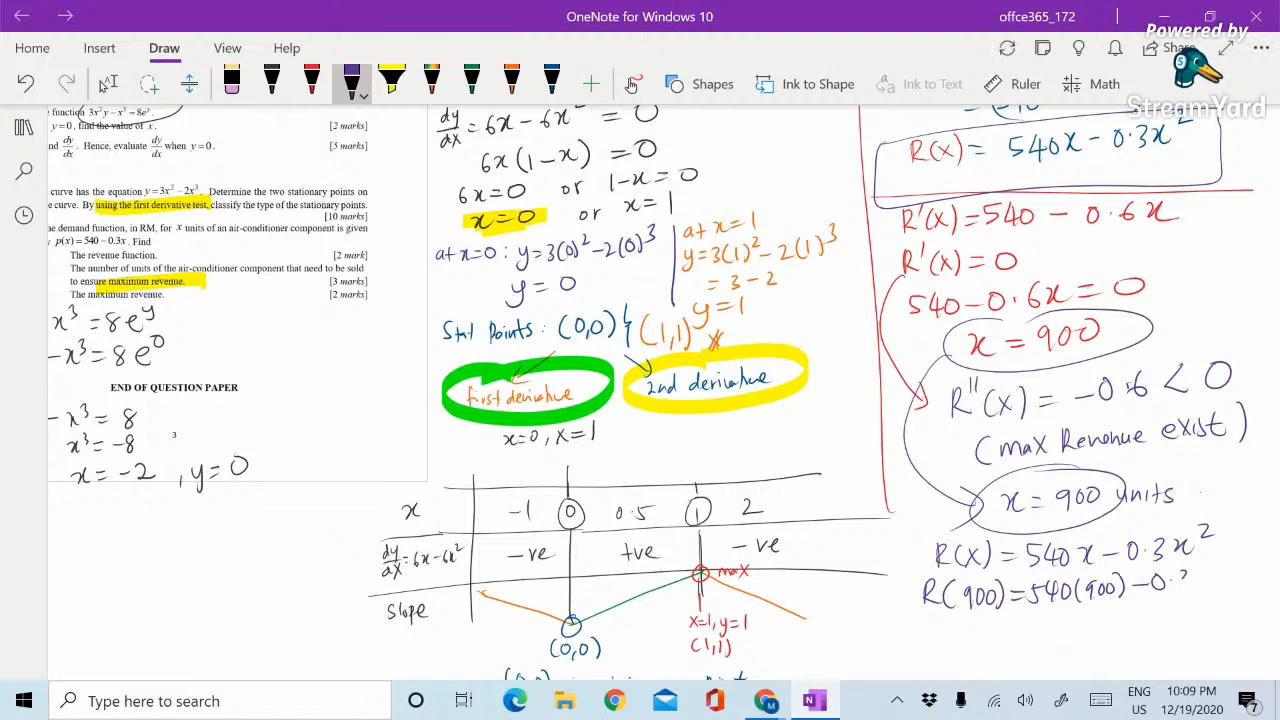 OneNote for Windows 10
offce365_172
Powered by
StreamYard
Home Insert Draw View Help
Share
Shapes Ink to Shape Ink to Text Ruler Math
e function 3x²y − x³ = 8eʸ
y = 0, find the value of x. [2 marks]
nd dy/dx. Hence, evaluate dy/dx when y = 0. [5 marks]
curve has the equation y = 3x² − 2x³. Determine the two stationary points on
e curve. By using the first derivative test, classify the type of the stationary points.
[10 marks]
he demand function, in RM, for x units of an air-conditioner component is given
p(x) = 540 − 0.3x. Find
The revenue function. [2 mark]
The number of units of the air-conditioner component that need to be sold
to ensure maximum revenue. [3 marks]
The maximum revenue. [2 marks]
x³ = 8eʸ
−x³ = 8e⁰
END OF QUESTION PAPER
−x³ = 8
x³ = −8
3
x = −2 , y = 0
dy/dx = 6x − 6x² = 0
6x(1−x) = 0
6x = 0 or 1−x = 0
x = 0 or x = 1
at x=0 : y = 3(0)² − 2(0)³
y = 0
at x = 1
y = 3(1)² − 2(1)³
= 3 − 2
y = 1
Stat Points : (0,0) { (1,1)
first derivative
2nd derivative
x=0, x=1
x −1 0 0.5 1 2
dy/dx = 6x−6x² −ve +ve −ve
slope
max
x=1, y=1
(1,1)
(0,0)
R(x) = 540x − 0.3x²
R'(x) = 540 − 0.6x
R'(x) = 0
540 − 0.6x = 0
x = 900
R''(x) = −0.6 < 0
(max Revenue exist)
x = 900 units
R(x) = 540x − 0.3x²
R(900) = 540(900) − 0.
Type here to search
ENG
US
10:09 PM
12/19/2020
7